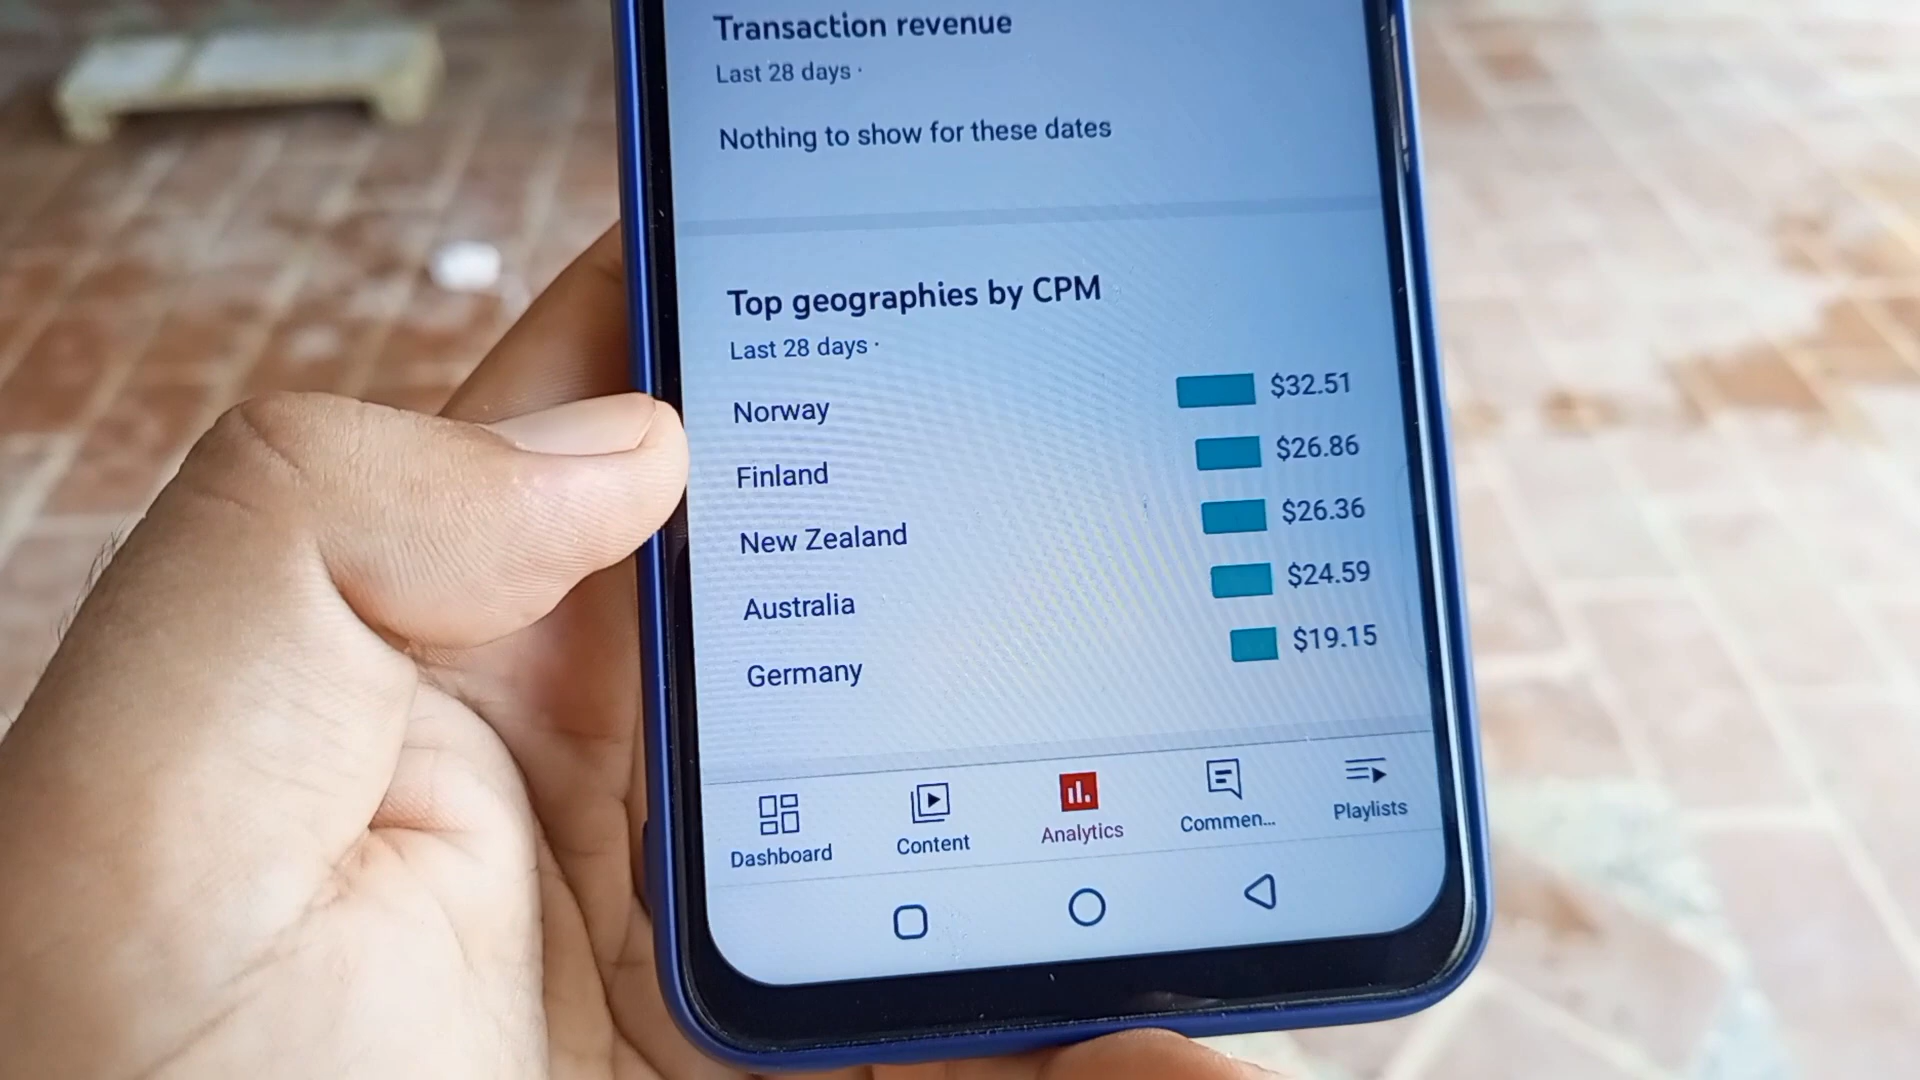 Transaction revenue
Last 28 days ·
Nothing to show for these dates
Top geographies by CPM
Last 28 days ·
Norway $32.51
Finland $26.86
New Zealand $26.36
Australia $24.59
Germany $19.15
Dashboard Content Analytics Commen... Playlists